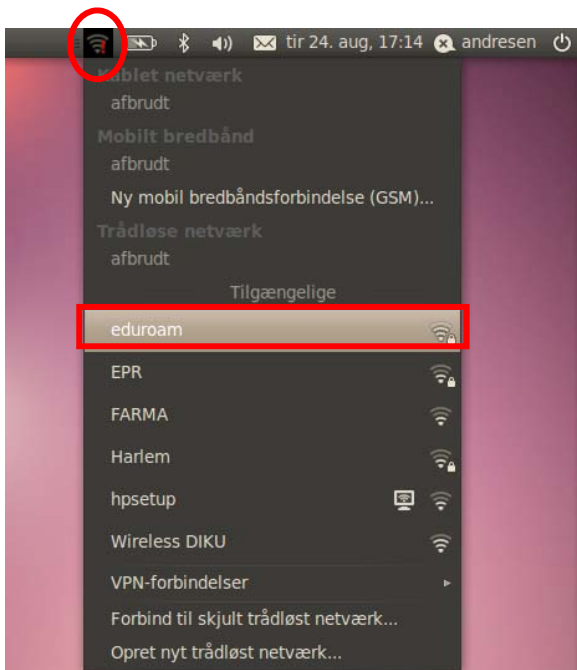 tir 24. aug, 17:14 andresen
Kablet netværk
afbrudt
Mobilt bredbånd
afbrudt
Ny mobil bredbåndsforbindelse (GSM)...
Trådløse netværk
afbrudt
Tilgængelige
eduroam
EPR
FARMA
Harlem
hpsetup
Wireless DIKU
VPN-forbindelser
Forbind til skjult trådløst netværk...
Opret nyt trådløst netværk...